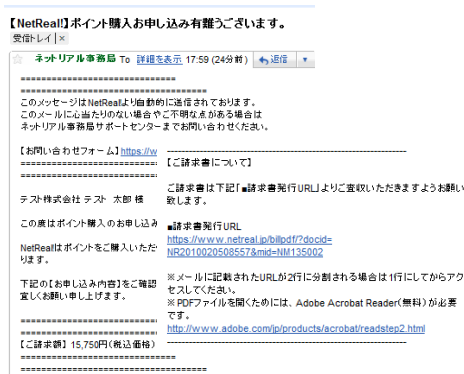 【NetReal!】ポイント購入お申し込み有難うございます。
受信トレイ | ×
ネットリアル事務局 To 詳細を表示 17:59 (24分前) 返信
==============================
====================================
このメッセージはNetReal!より自動的に送信されております。
このメールに心当たりのない場合やご不明な点がある場合は
ネットリアル事務局サポートセンターまでお問い合わせください。
【お問い合わせフォーム】https://w
==============================
==============================
テスト株式会社 テスト 太郎 様
この度はポイント購入のお申し込み
NetReal!はポイントをご購入いただ
ります。
下記の【お申し込み内容】をご確認
宜しくお願い申し上げます。
==============================
==============================
【ご請求額】 15,750円(税込価格)
==============================
====================================
------------------------------------------------------------
【ご請求書について】
ご請求書は下記「■請求書発行URL」よりご査収いただきますようお願い
致します。
■請求書発行URL
https://www.netreal.jp/billpdf/?docid=
NR2010020508557&mid=NM135002
※メールに記載されたURLが2行に分割される場合は1行にしてからアク
セスしてください。
※PDFファイルを開くためには、Adobe Acrobat Reader(無料)が必要
です。
http://www.adobe.com/jp/products/acrobat/readstep2.html
------------------------------------------------------------